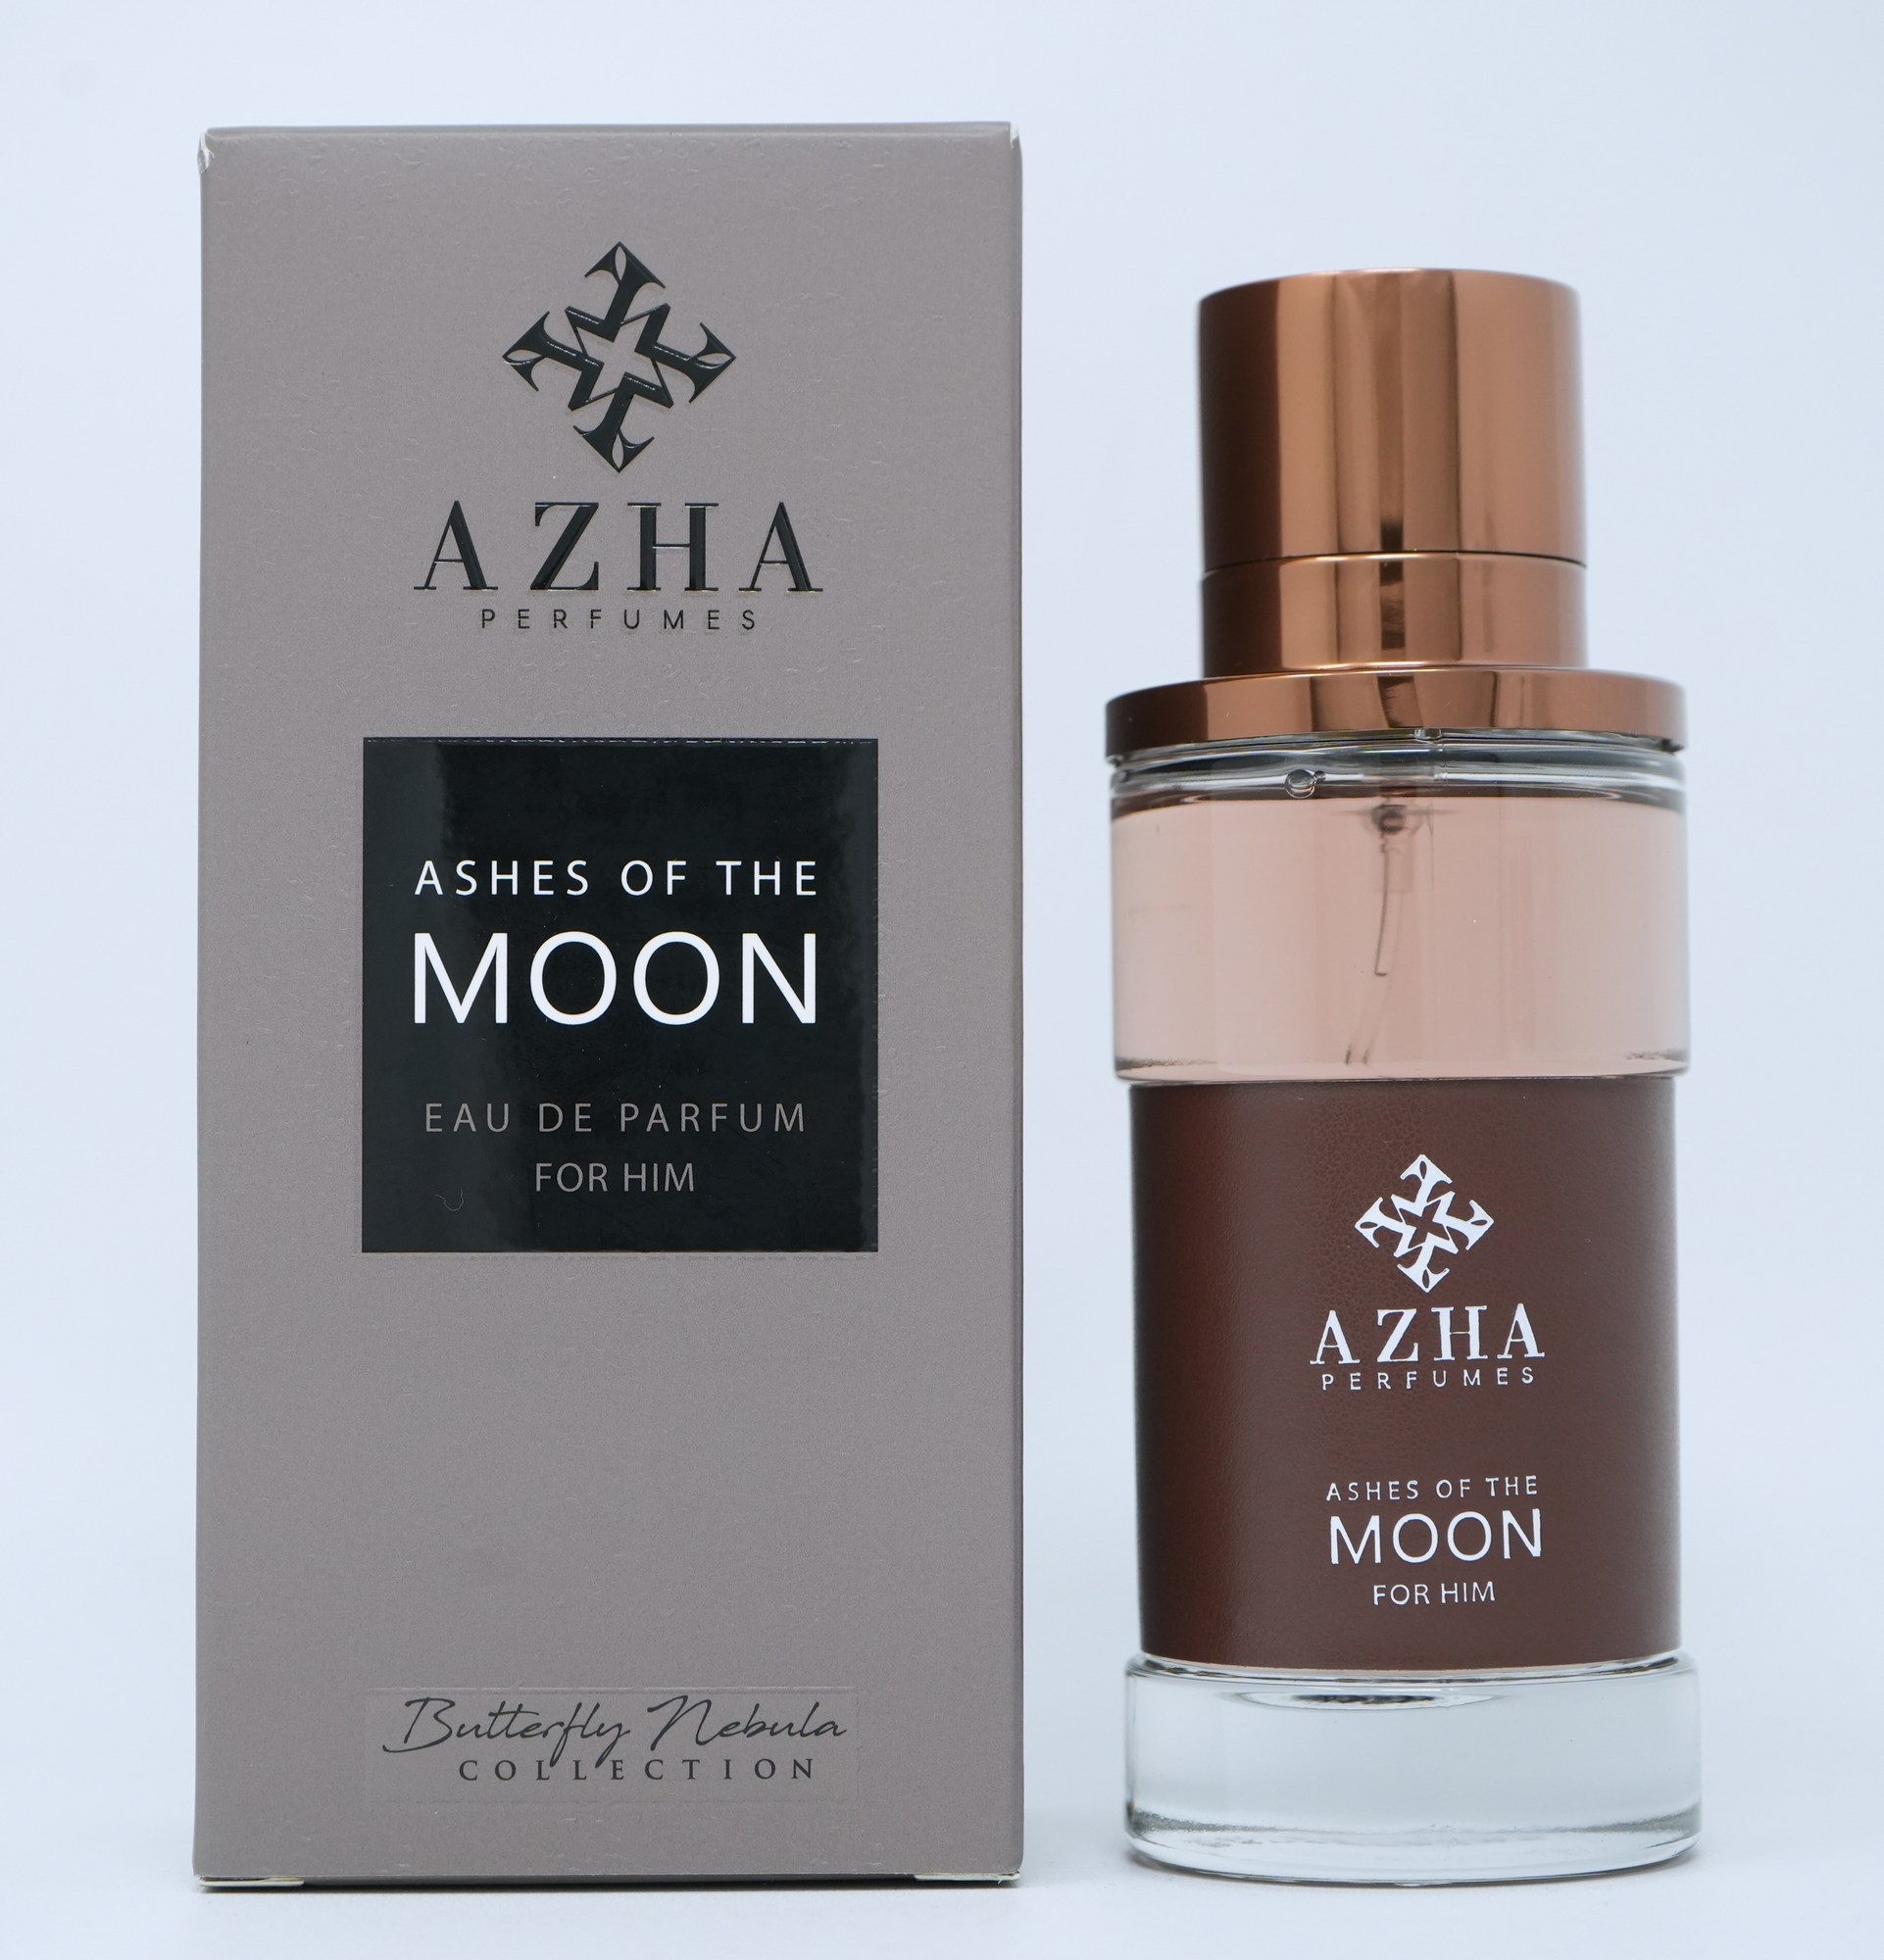 AZHA
PERFUMES
ASHES OF THE
MOON
EAU DE PARFUM
FOR HIM
Butterfly Nebula
COLLECTION
AZHA
PERFUMES
ASHES OF THE
MOON
FOR HIM